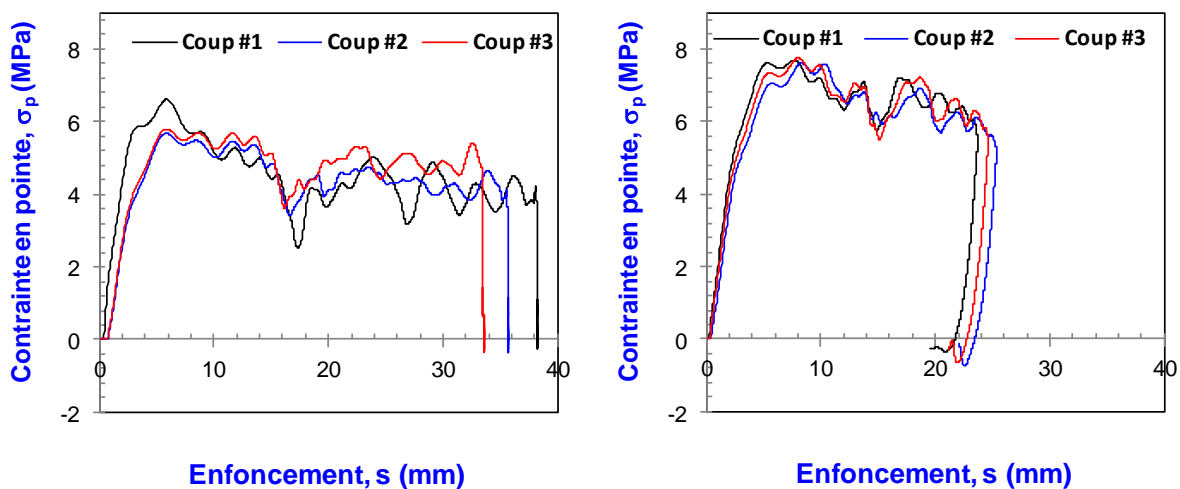 Contrainte en pointe, σp (MPa)
Coup #1 Coup #2 Coup #3
8
6
4
2
0
-2
0 10 20 30 40
Enfoncement, s (mm)
Contrainte en pointe, σp (MPa)
Coup #1 Coup #2 Coup #3
8
6
4
2
0
-2
0 10 20 30 40
Enfoncement, s (mm)